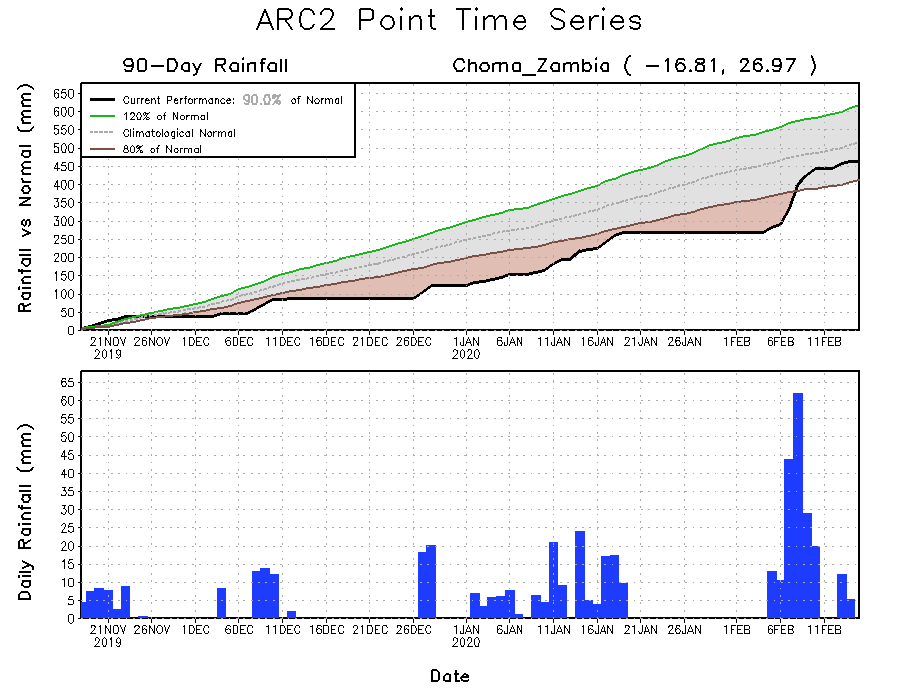 ARC2 Point Time Series
90-Day Rainfall
Choma_Zambia ( -16.81, 26.97 )
Rainfall vs Normal (mm)
650
600
550
500
450
400
350
300
250
200
150
100
50
0
Current Performance: 90.0% of Normal
120% of Normal
Climatological Normal
80% of Normal
21NOV 26NOV 1DEC 6DEC 11DEC 16DEC 21DEC 26DEC 1JAN 6JAN 11JAN 16JAN 21JAN 26JAN 1FEB 6FEB 11FEB
2019 2020
Daily Rainfall (mm)
65
60
55
50
45
40
35
30
25
20
15
10
5
0
21NOV 26NOV 1DEC 6DEC 11DEC 16DEC 21DEC 26DEC 1JAN 6JAN 11JAN 16JAN 21JAN 26JAN 1FEB 6FEB 11FEB
2019 2020
Date